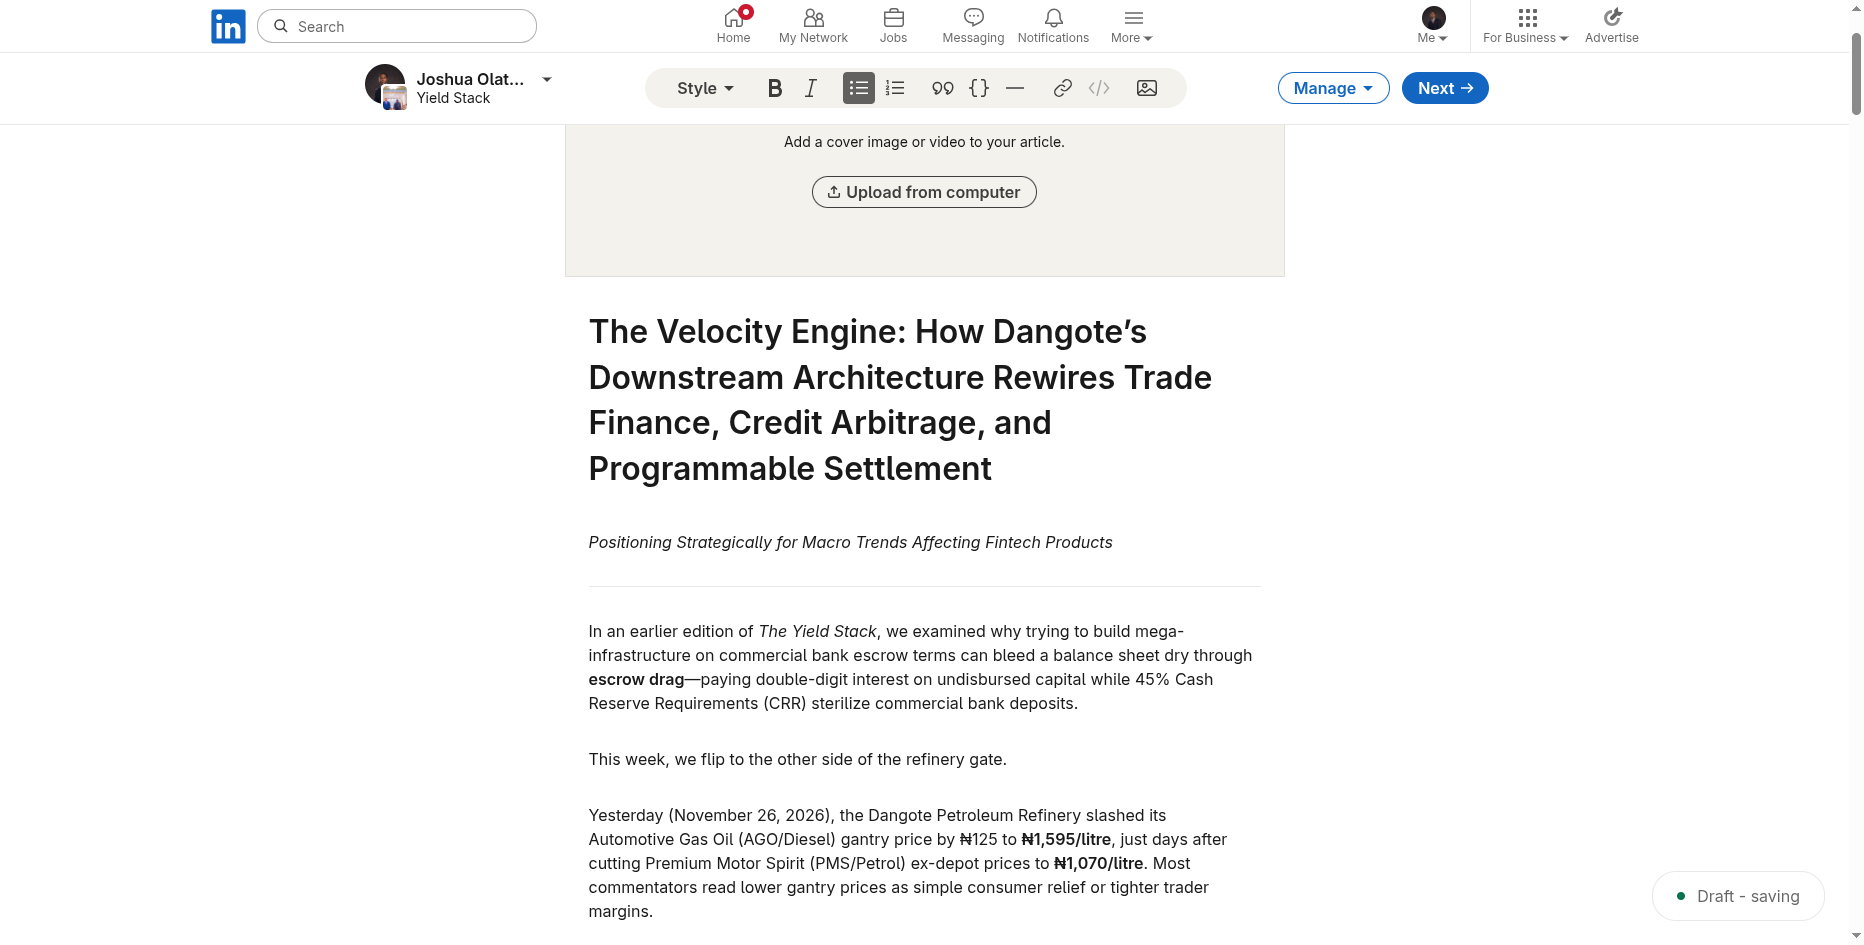 in
Search
Home
My Network
Jobs
Messaging
Notifications
More
Me
For Business
Advertise
Joshua Olat...
Yield Stack
Style
B
I
Manage
Next →
Add a cover image or video to your article.
Upload from computer
The Velocity Engine: How Dangote’s
Downstream Architecture Rewires Trade
Finance, Credit Arbitrage, and
Programmable Settlement
Positioning Strategically for Macro Trends Affecting Fintech Products
In an earlier edition of The Yield Stack, we examined why trying to build mega-
infrastructure on commercial bank escrow terms can bleed a balance sheet dry through
escrow drag—paying double-digit interest on undisbursed capital while 45% Cash
Reserve Requirements (CRR) sterilize commercial bank deposits.
This week, we flip to the other side of the refinery gate.
Yesterday (November 26, 2026), the Dangote Petroleum Refinery slashed its
Automotive Gas Oil (AGO/Diesel) gantry price by ₦125 to ₦1,595/litre, just days after
cutting Premium Motor Spirit (PMS/Petrol) ex-depot prices to ₦1,070/litre. Most
commentators read lower gantry prices as simple consumer relief or tighter trader
margins.
Draft - saving